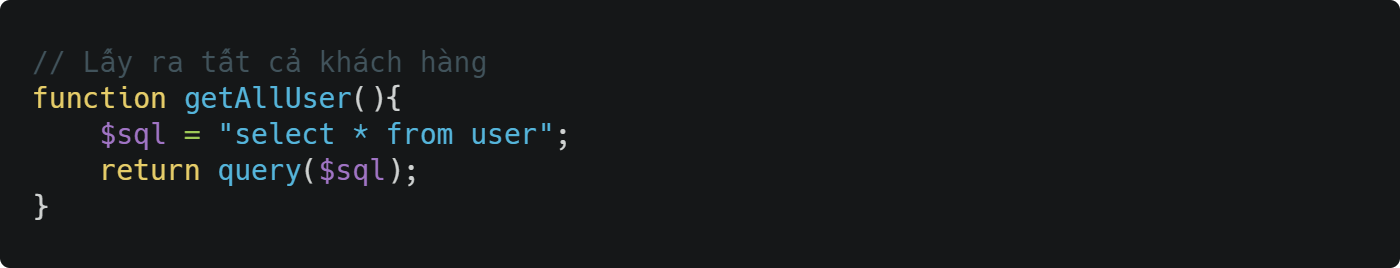 // Lấy ra tất cả khách hàng
function getAllUser(){
    $sql = "select * from user";
    return query($sql);
}